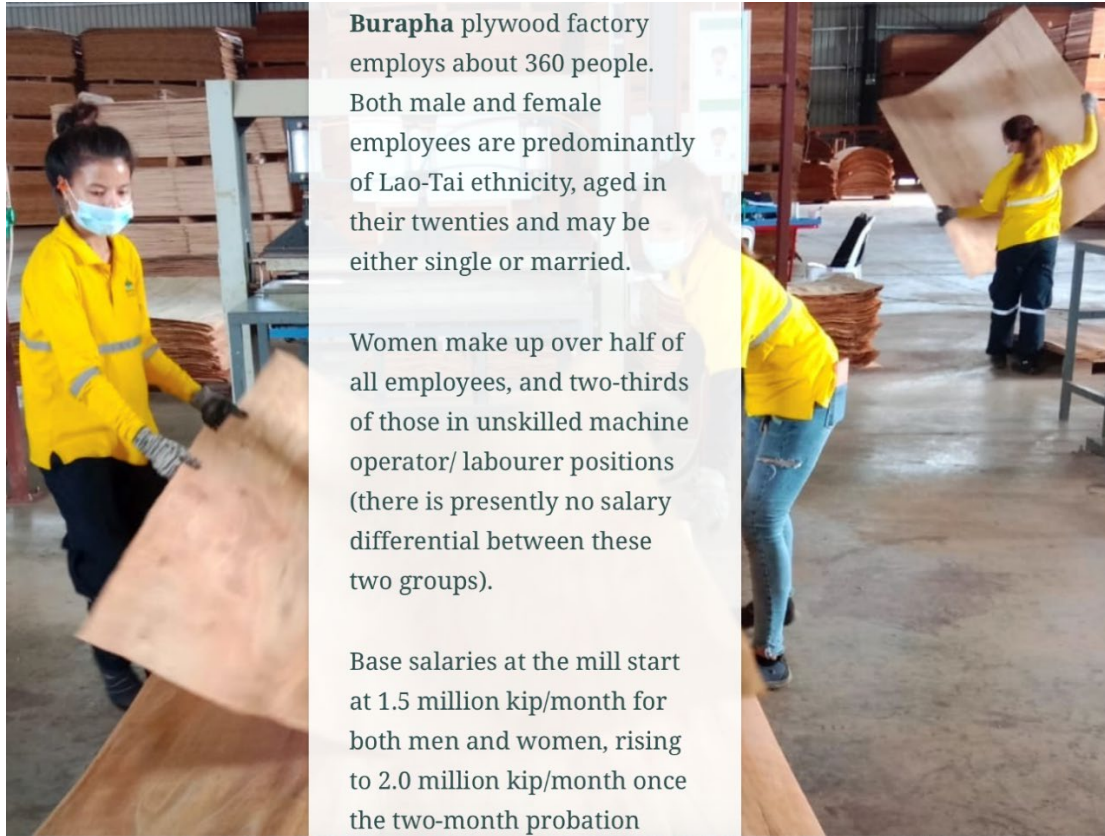 Burapha plywood factory
employs about 360 people.
Both male and female
employees are predominantly
of Lao-Tai ethnicity, aged in
their twenties and may be
either single or married.
Women make up over half of
all employees, and two-thirds
of those in unskilled machine
operator/ labourer positions
(there is presently no salary
differential between these
two groups).
Base salaries at the mill start
at 1.5 million kip/month for
both men and women, rising
to 2.0 million kip/month once
the two-month probation